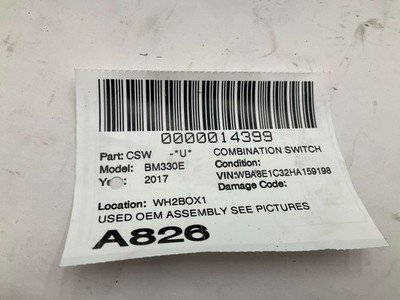 0000014399
Part: CSW -*U* COMBINATION SWITCH
Model: BM330E Condition:
Year: 2017 VIN:WBA8E1C32HA159198
Damage Code:
Location: WH2BOX1
USED OEM ASSEMBLY SEE PICTURES
A826